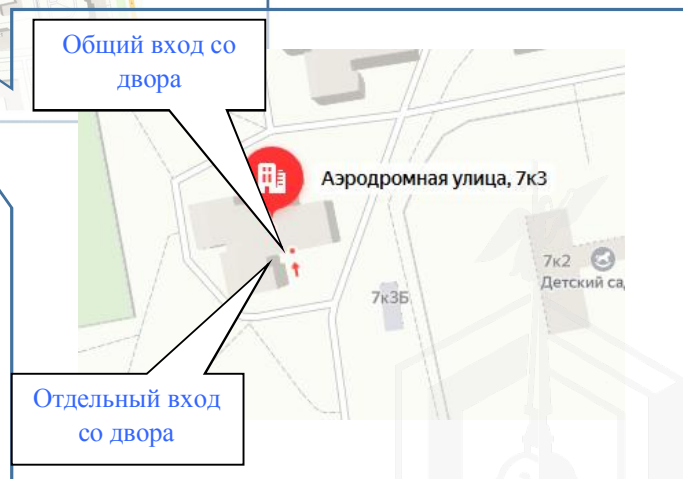 Общий вход со
двора
Аэродромная улица, 7к3
7к2
Детский са
7к3Б
Отдельный вход
со двора